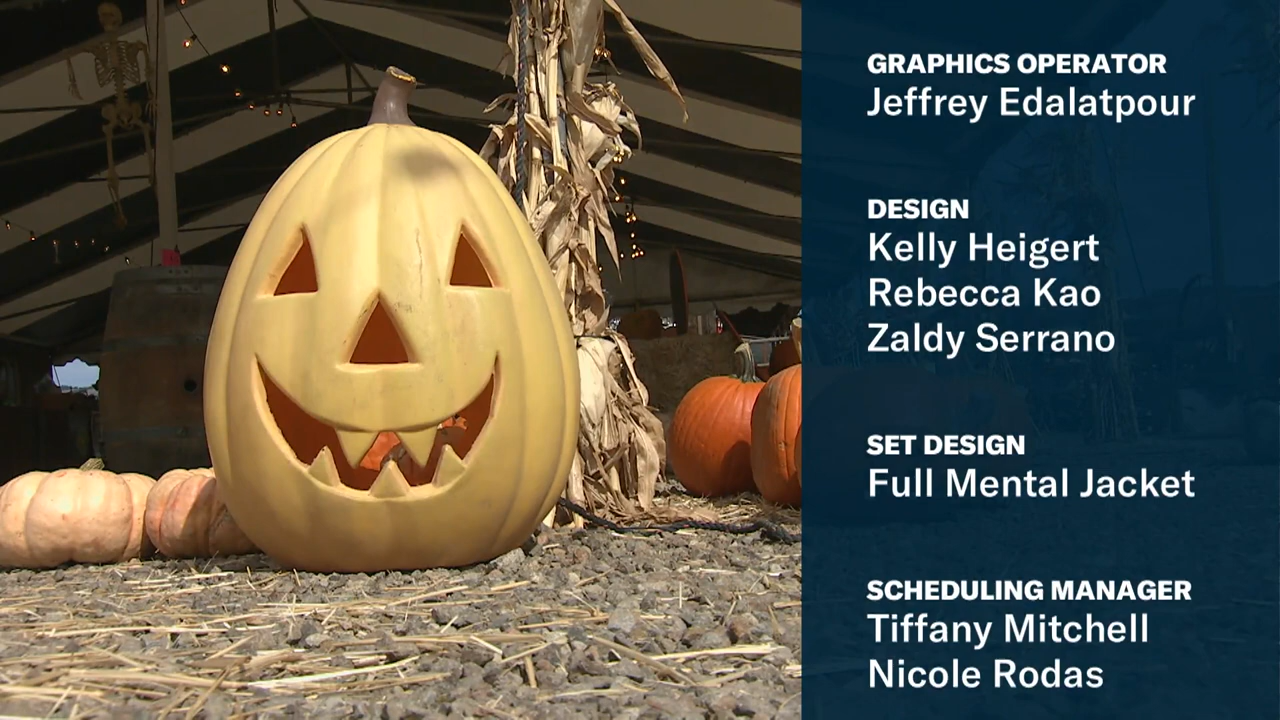 GRAPHICS OPERATOR
Jeffrey Edalatpour
DESIGN
Kelly Heigert
Rebecca Kao
Zaldy Serrano
SET DESIGN
Full Mental Jacket
SCHEDULING MANAGER
Tiffany Mitchell
Nicole Rodas